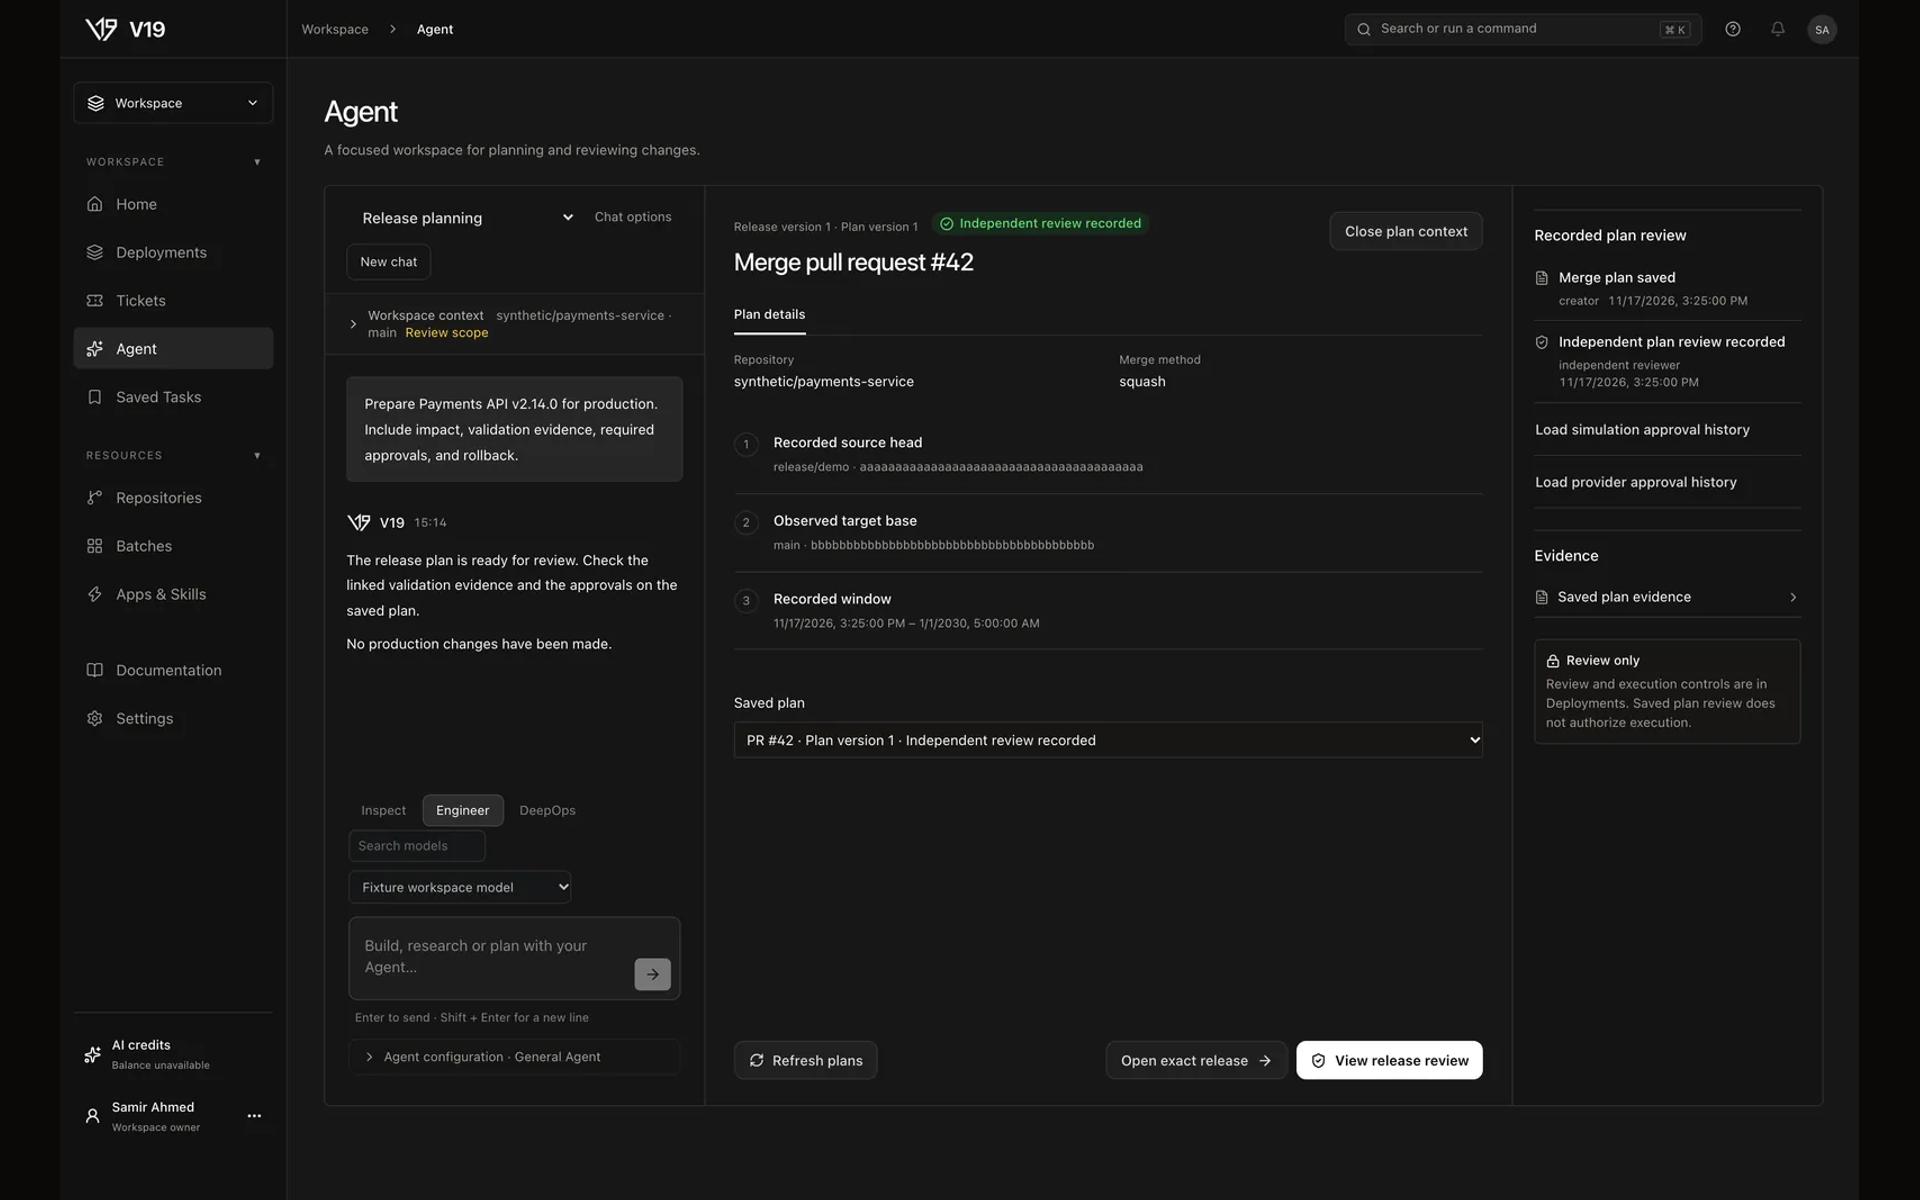 V19
Workspace > Agent
Search or run a command
⌘ K
SA
Workspace
WORKSPACE
Home
Deployments
Tickets
Agent
Saved Tasks
RESOURCES
Repositories
Batches
Apps & Skills
Documentation
Settings
AI credits
Balance unavailable
Samir Ahmed
Workspace owner
Agent
A focused workspace for planning and reviewing changes.
Release planning
Chat options
New chat
Workspace context synthetic/payments-service ·
main Review scope
Prepare Payments API v2.14.0 for production.
Include impact, validation evidence, required
approvals, and rollback.
V19 15:14
The release plan is ready for review. Check the
linked validation evidence and the approvals on the
saved plan.
No production changes have been made.
Inspect
Engineer
DeepOps
Search models
Fixture workspace model
Build, research or plan with your
Agent...
Enter to send · Shift + Enter for a new line
Agent configuration · General Agent
Release version 1 · Plan version 1
Independent review recorded
Close plan context
Merge pull request #42
Plan details
Repository
synthetic/payments-service
Merge method
squash
1
Recorded source head
release/demo · aaaaaaaaaaaaaaaaaaaaaaaaaaaaaaaaaaaaaaaa
2
Observed target base
main · bbbbbbbbbbbbbbbbbbbbbbbbbbbbbbbbbbbbbbbb
3
Recorded window
11/17/2026, 3:25:00 PM – 1/1/2030, 5:00:00 AM
Saved plan
PR #42 · Plan version 1 · Independent review recorded
Refresh plans
Open exact release
View release review
Recorded plan review
Merge plan saved
creator 11/17/2026, 3:25:00 PM
Independent plan review recorded
independent reviewer
11/17/2026, 3:25:00 PM
Load simulation approval history
Load provider approval history
Evidence
Saved plan evidence
Review only
Review and execution controls are in
Deployments. Saved plan review does
not authorize execution.